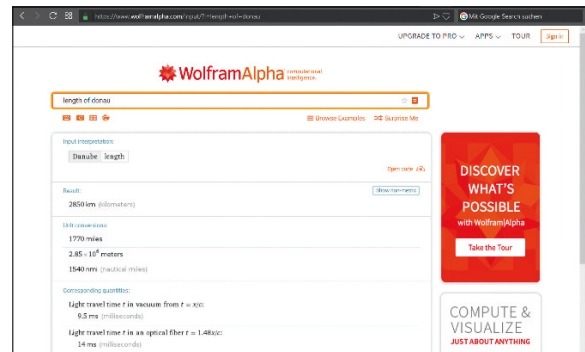 https://www.wolframalpha.com/input/?i=length+of+donau
Mit Google Search suchen
UPGRADE TO PRO APPS TOUR Sign in
WolframAlpha computational intelligence.
length of donau
Browse Examples Surprise Me
Input interpretation:
Danube length
Open code
Result:
Show non-metric
2850 km (kilometers)
Unit conversions:
1770 miles
2.85×10⁶ meters
1540 nmi (nautical miles)
Corresponding quantities:
Light travel time t in vacuum from t = x/c:
9.5 ms (milliseconds)
Light travel time t in an optical fiber t = 1.48x/c:
14 ms (milliseconds)
DISCOVER
WHAT'S
POSSIBLE
with Wolfram|Alpha
Take the Tour
COMPUTE &
VISUALIZE
JUST ABOUT ANYTHING